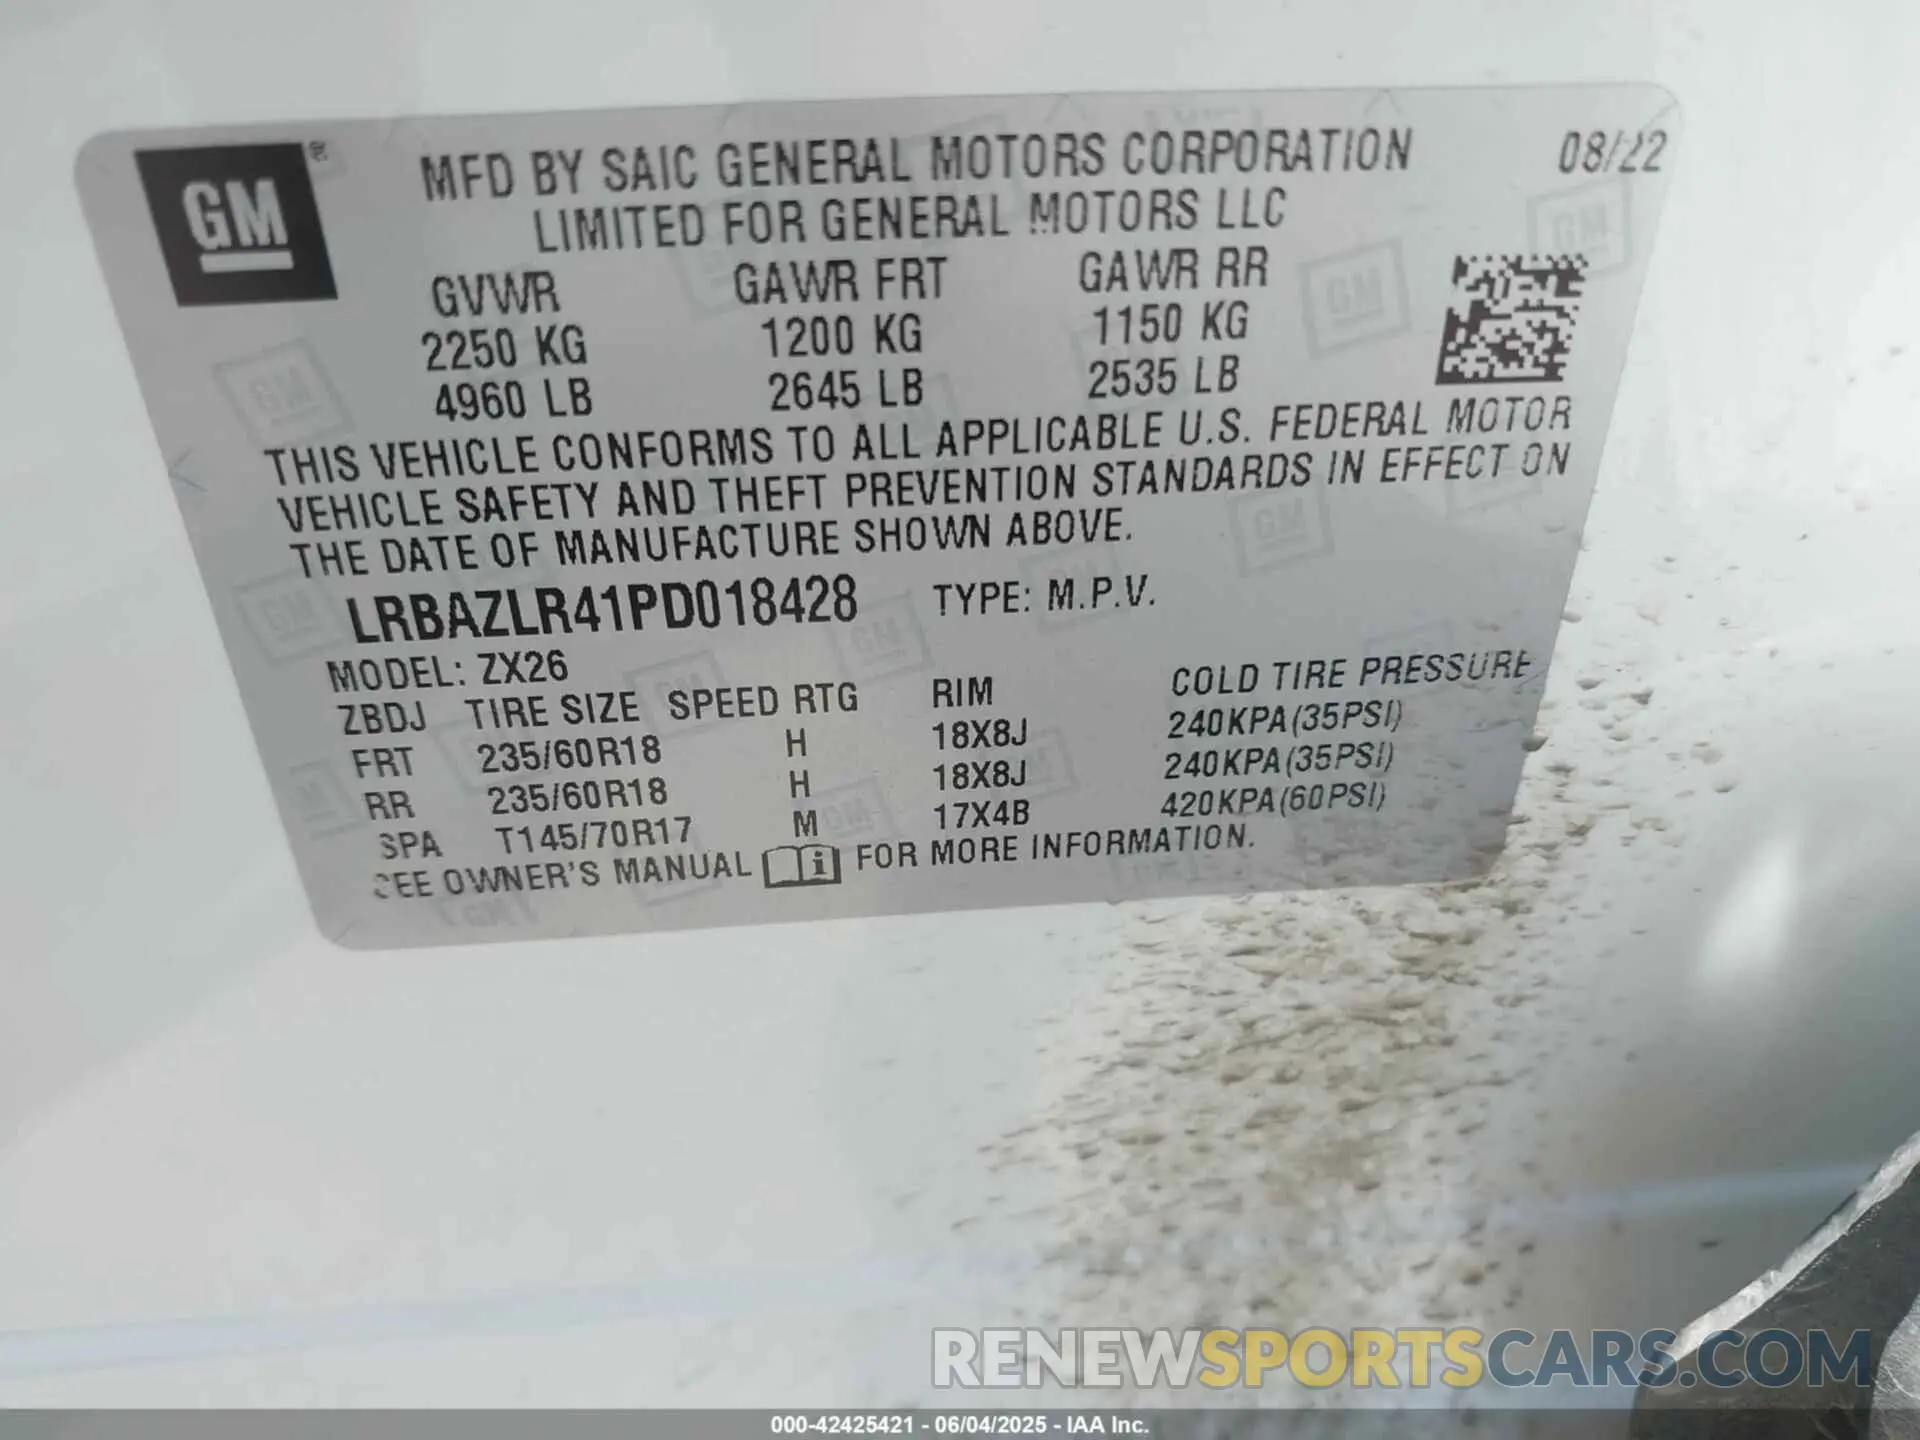 GM ®
MFD BY SAIC GENERAL MOTORS CORPORATION 08/22
LIMITED FOR GENERAL MOTORS LLC
GVWR GAWR FRT GAWR RR
2250 KG 1200 KG 1150 KG
4960 LB 2645 LB 2535 LB
THIS VEHICLE CONFORMS TO ALL APPLICABLE U.S. FEDERAL MOTOR
VEHICLE SAFETY AND THEFT PREVENTION STANDARDS IN EFFECT ON
THE DATE OF MANUFACTURE SHOWN ABOVE.
LRBAZLR41PD018428 TYPE: M.P.V.
MODEL: ZX26
ZBDJ TIRE SIZE SPEED RTG RIM COLD TIRE PRESSURE
FRT 235/60R18 H 18X8J 240KPA(35PSI)
RR 235/60R18 H 18X8J 240KPA(35PSI)
SPA T145/70R17 M 17X4B 420KPA(60PSI)
SEE OWNER'S MANUAL i FOR MORE INFORMATION.
RENEWSPORTSCARS.COM
000-42425421 - 06/04/2025 - IAA Inc.